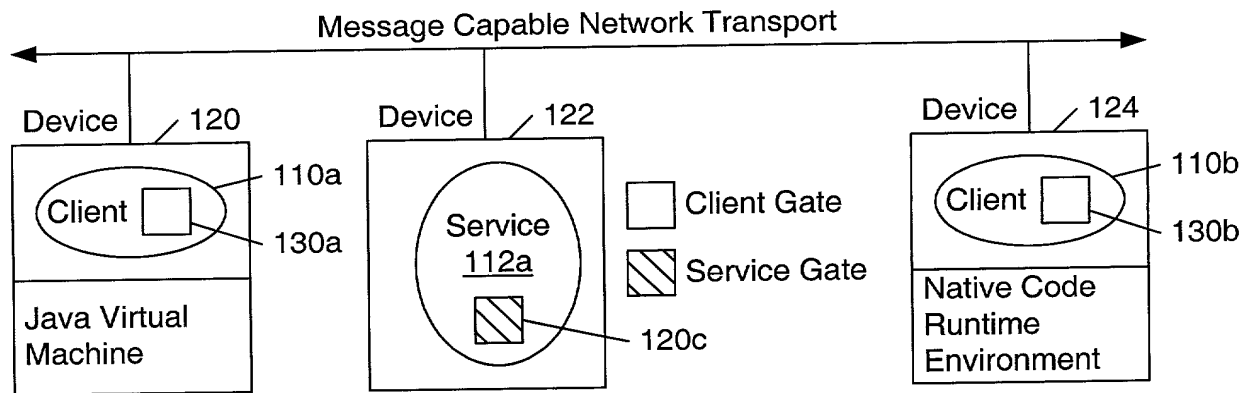 Message Capable Network Transport
Device
120
Device
122
Device
124
Client
110a
130a
Java Virtual
Machine
Service
112a
120c
Client Gate
Service Gate
Client
110b
130b
Native Code
Runtime
Environment